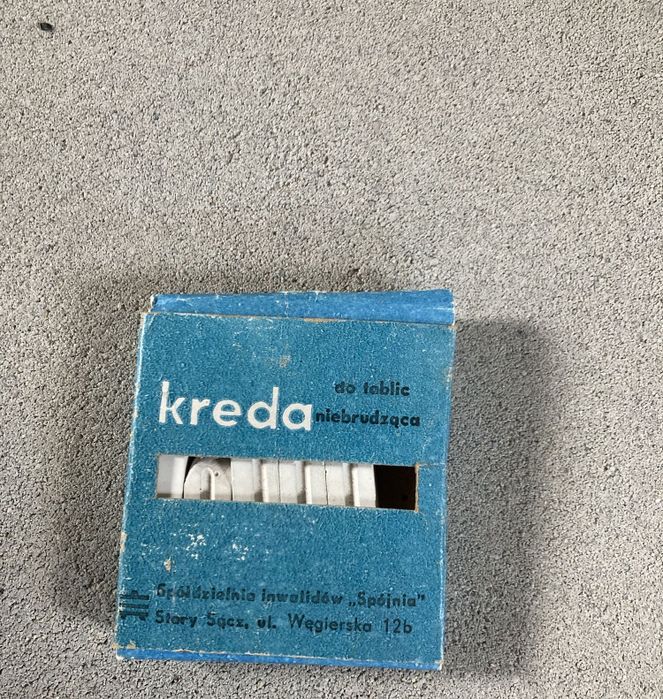 kreda
do tablic
niebrudząca
Spółdzielnia Inwalidów „Spójnia”
Stary Sącz, ul. Węgierska 12b